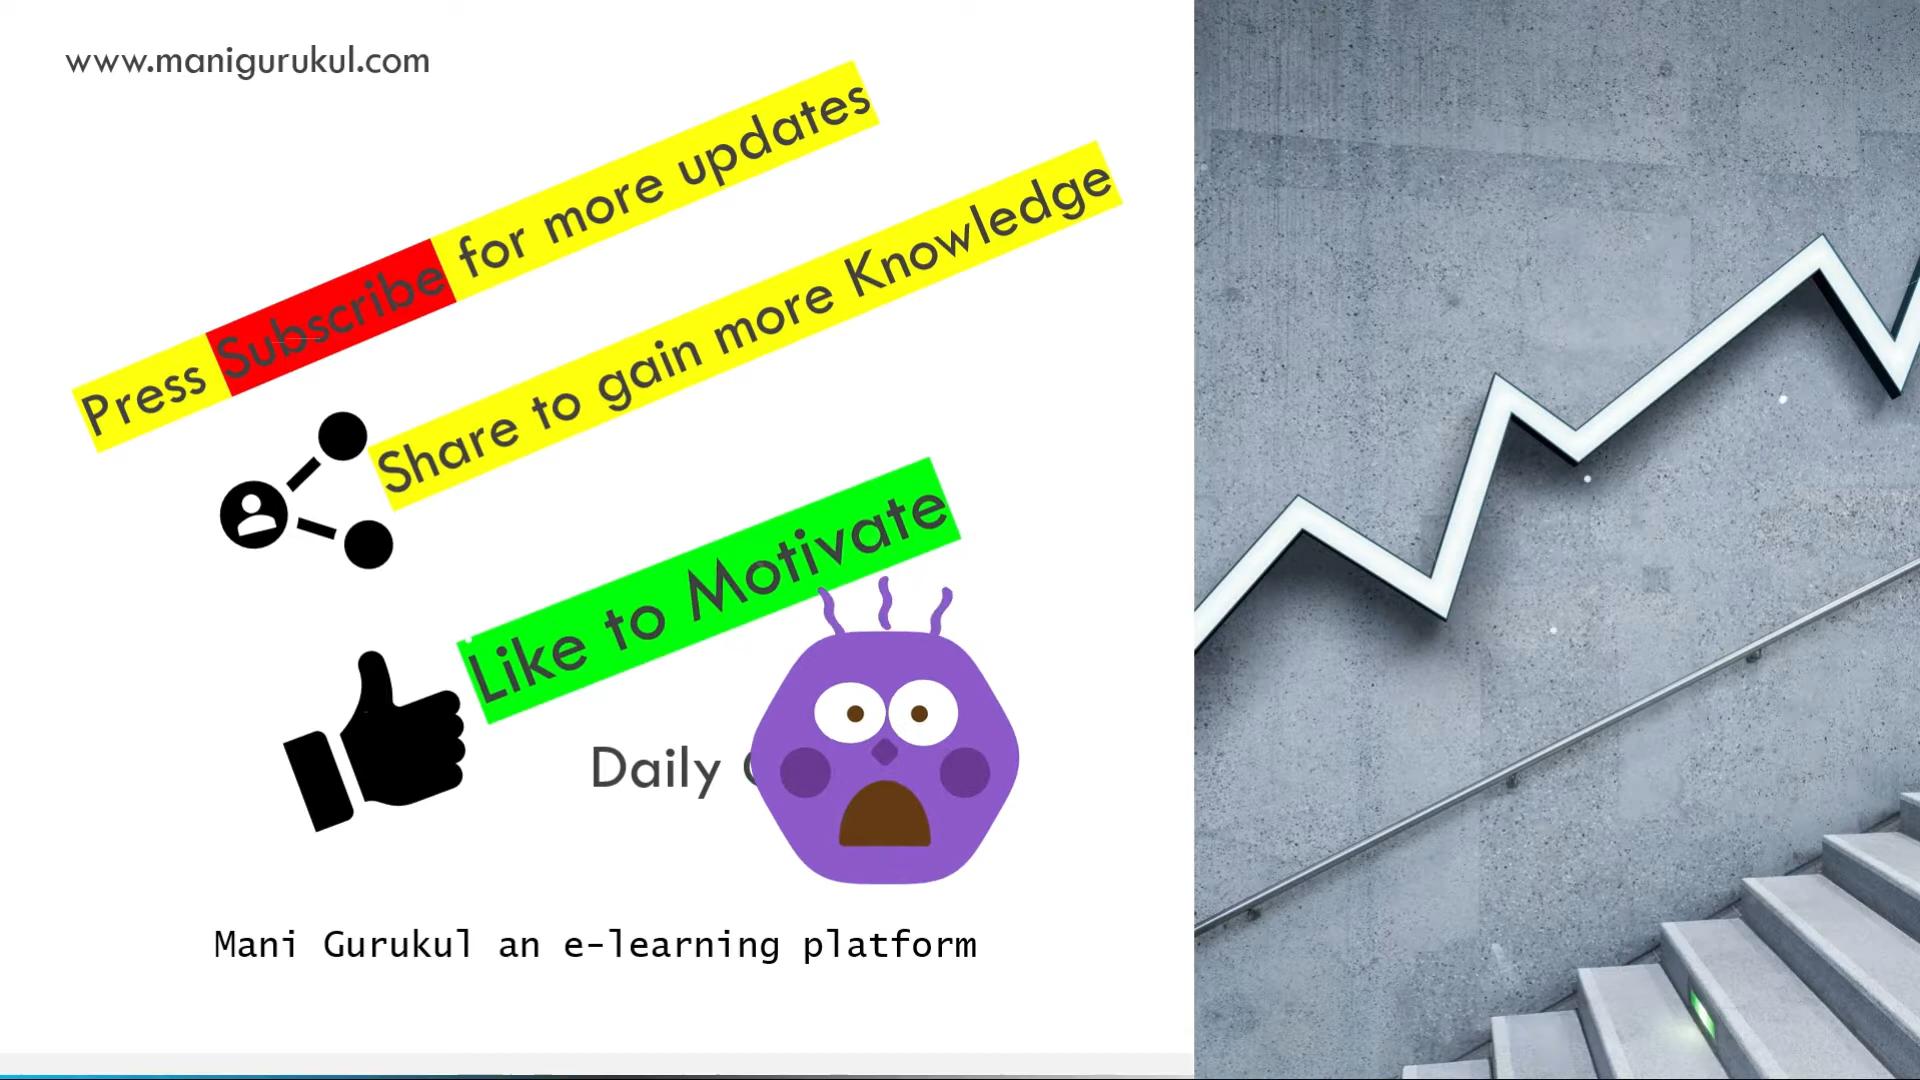 www.manigurukul.com
Press Subscribe for more updates
Share to gain more Knowledge
Like to Motivate
Daily
Mani Gurukul an e-learning platform